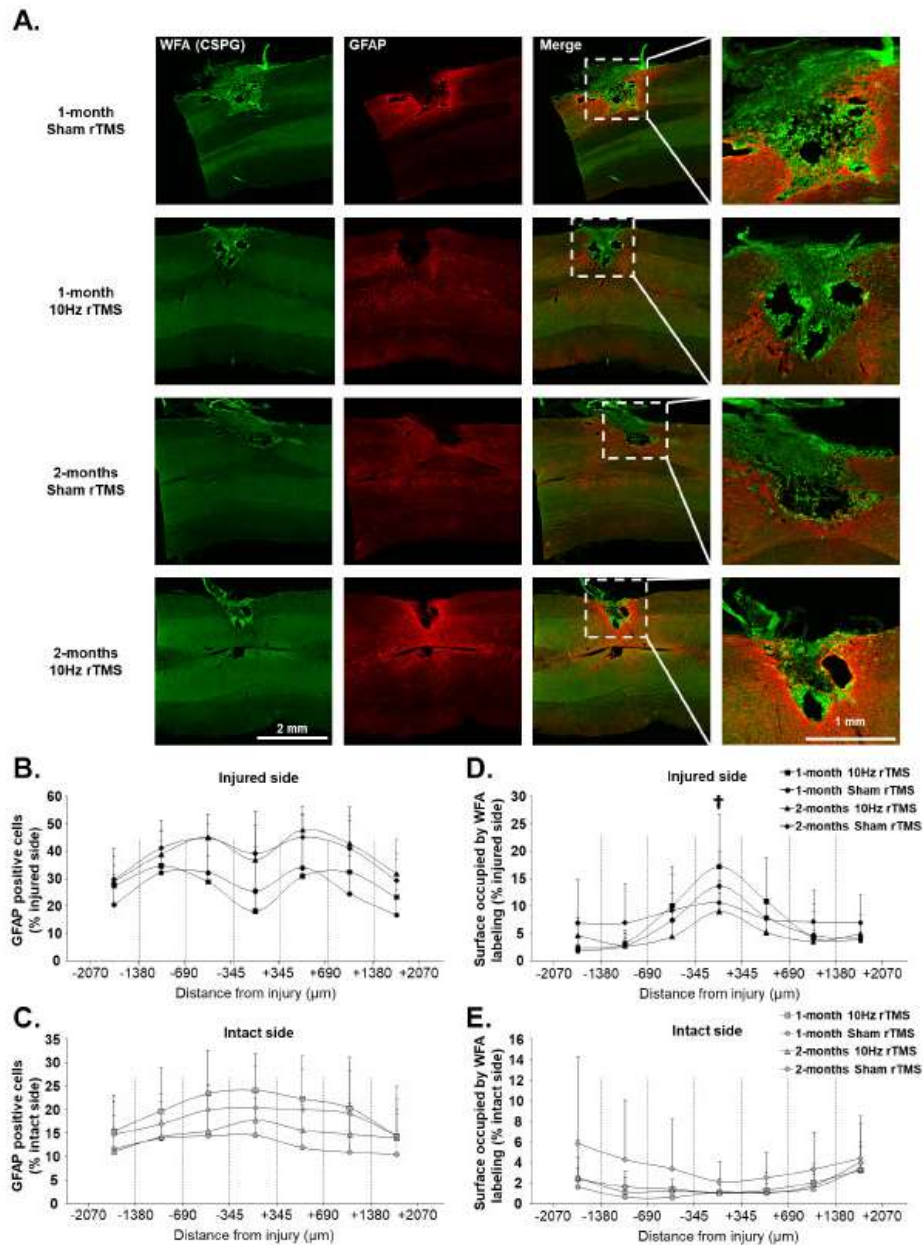 A.
WFA (CSPG) GFAP Merge
1-month
Sham rTMS
1-month
10Hz rTMS
2-months
Sham rTMS
2-months
10Hz rTMS
2 mm
1 mm
B.
Injured side
GFAP positive cells
(% injured side)
60
50
40
30
20
10
0
-2070 -1380 -690 -345 +345 +690 +1380 +2070
Distance from injury (µm)
D.
Injured side
1-month 10Hz rTMS
1-month Sham rTMS
2-months 10Hz rTMS
2-months Sham rTMS
Surface occupied by WFA
labeling (% injured side)
30
25
20
15
10
5
0
✝
-2070 -1380 -690 -345 +345 +690 +1380 +2070
Distance from injury (µm)
C.
Intact side
GFAP positive cells
(% intact side)
35
30
25
20
15
10
5
0
-2070 -1380 -690 -345 +345 +690 +1380 +2070
Distance from injury (µm)
E.
Intact side
1-month 10Hz rTMS
1-month Sham rTMS
2-months 10Hz rTMS
2-months Sham rTMS
Surface occupied by WFA
labeling (% intact side)
16
14
12
10
8
6
4
2
0
-2070 -1380 -690 -345 +345 +690 +1380 +2070
Distance from injury (µm)